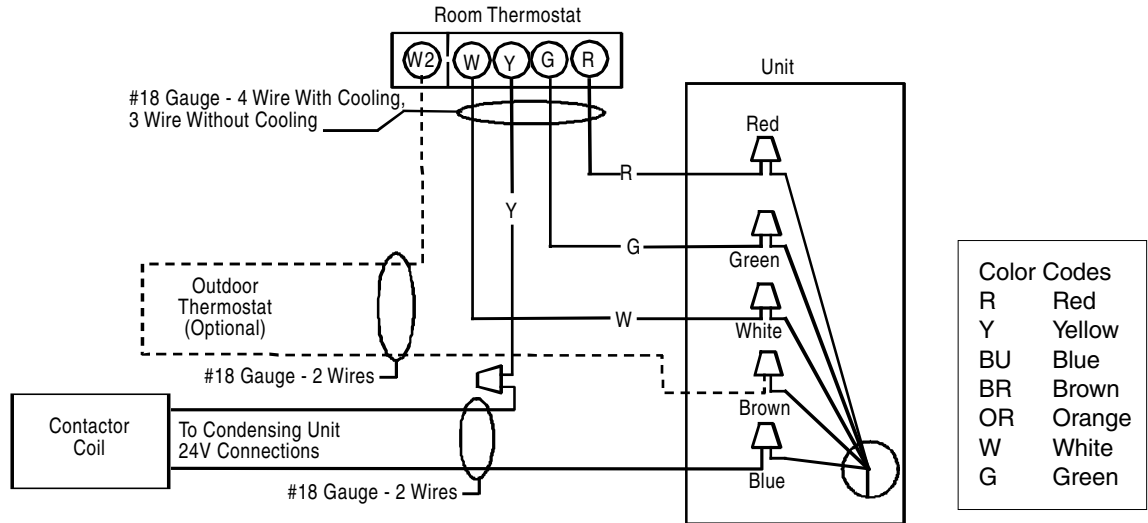 Room Thermostat
W2 W Y G R
#18 Gauge - 4 Wire With Cooling,
3 Wire Without Cooling
Unit
Red
R
Y
G
Green
Outdoor
Thermostat
(Optional)
W
White
#18 Gauge - 2 Wires
Brown
Contactor
Coil
To Condensing Unit
24V Connections
Blue
#18 Gauge - 2 Wires
Color Codes
R Red
Y Yellow
BU Blue
BR Brown
OR Orange
W White
G Green